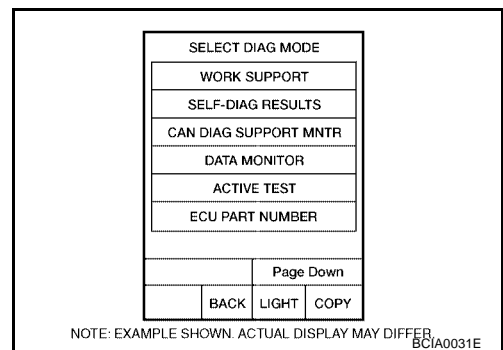 SELECT DIAG MODE
WORK SUPPORT
SELF-DIAG RESULTS
CAN DIAG SUPPORT MNTR
DATA MONITOR
ACTIVE TEST
ECU PART NUMBER
Page Down
BACK LIGHT COPY
NOTE: EXAMPLE SHOWN. ACTUAL DISPLAY MAY DIFFER.
BCIA0031E